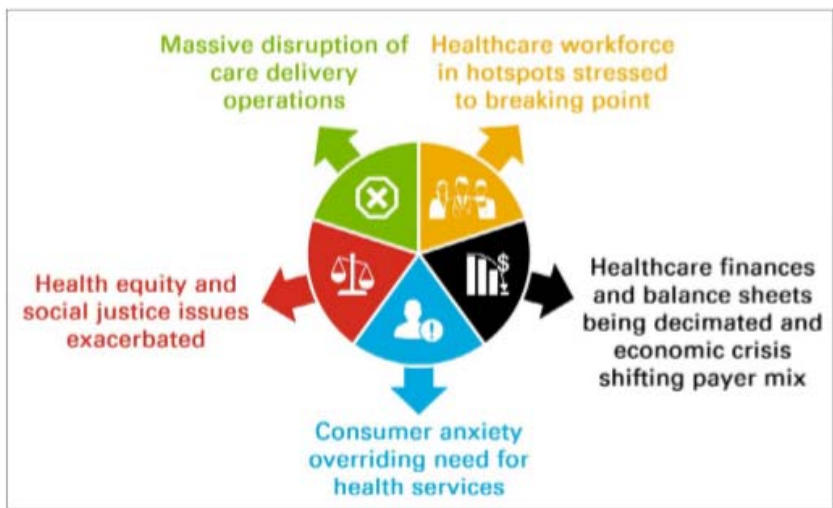 Massive disruption of
care delivery
operations
Healthcare workforce
in hotspots stressed
to breaking point
Healthcare finances
and balance sheets
being decimated and
economic crisis
shifting payer mix
Consumer anxiety
overriding need for
health services
Health equity and
social justice issues
exacerbated
$
!